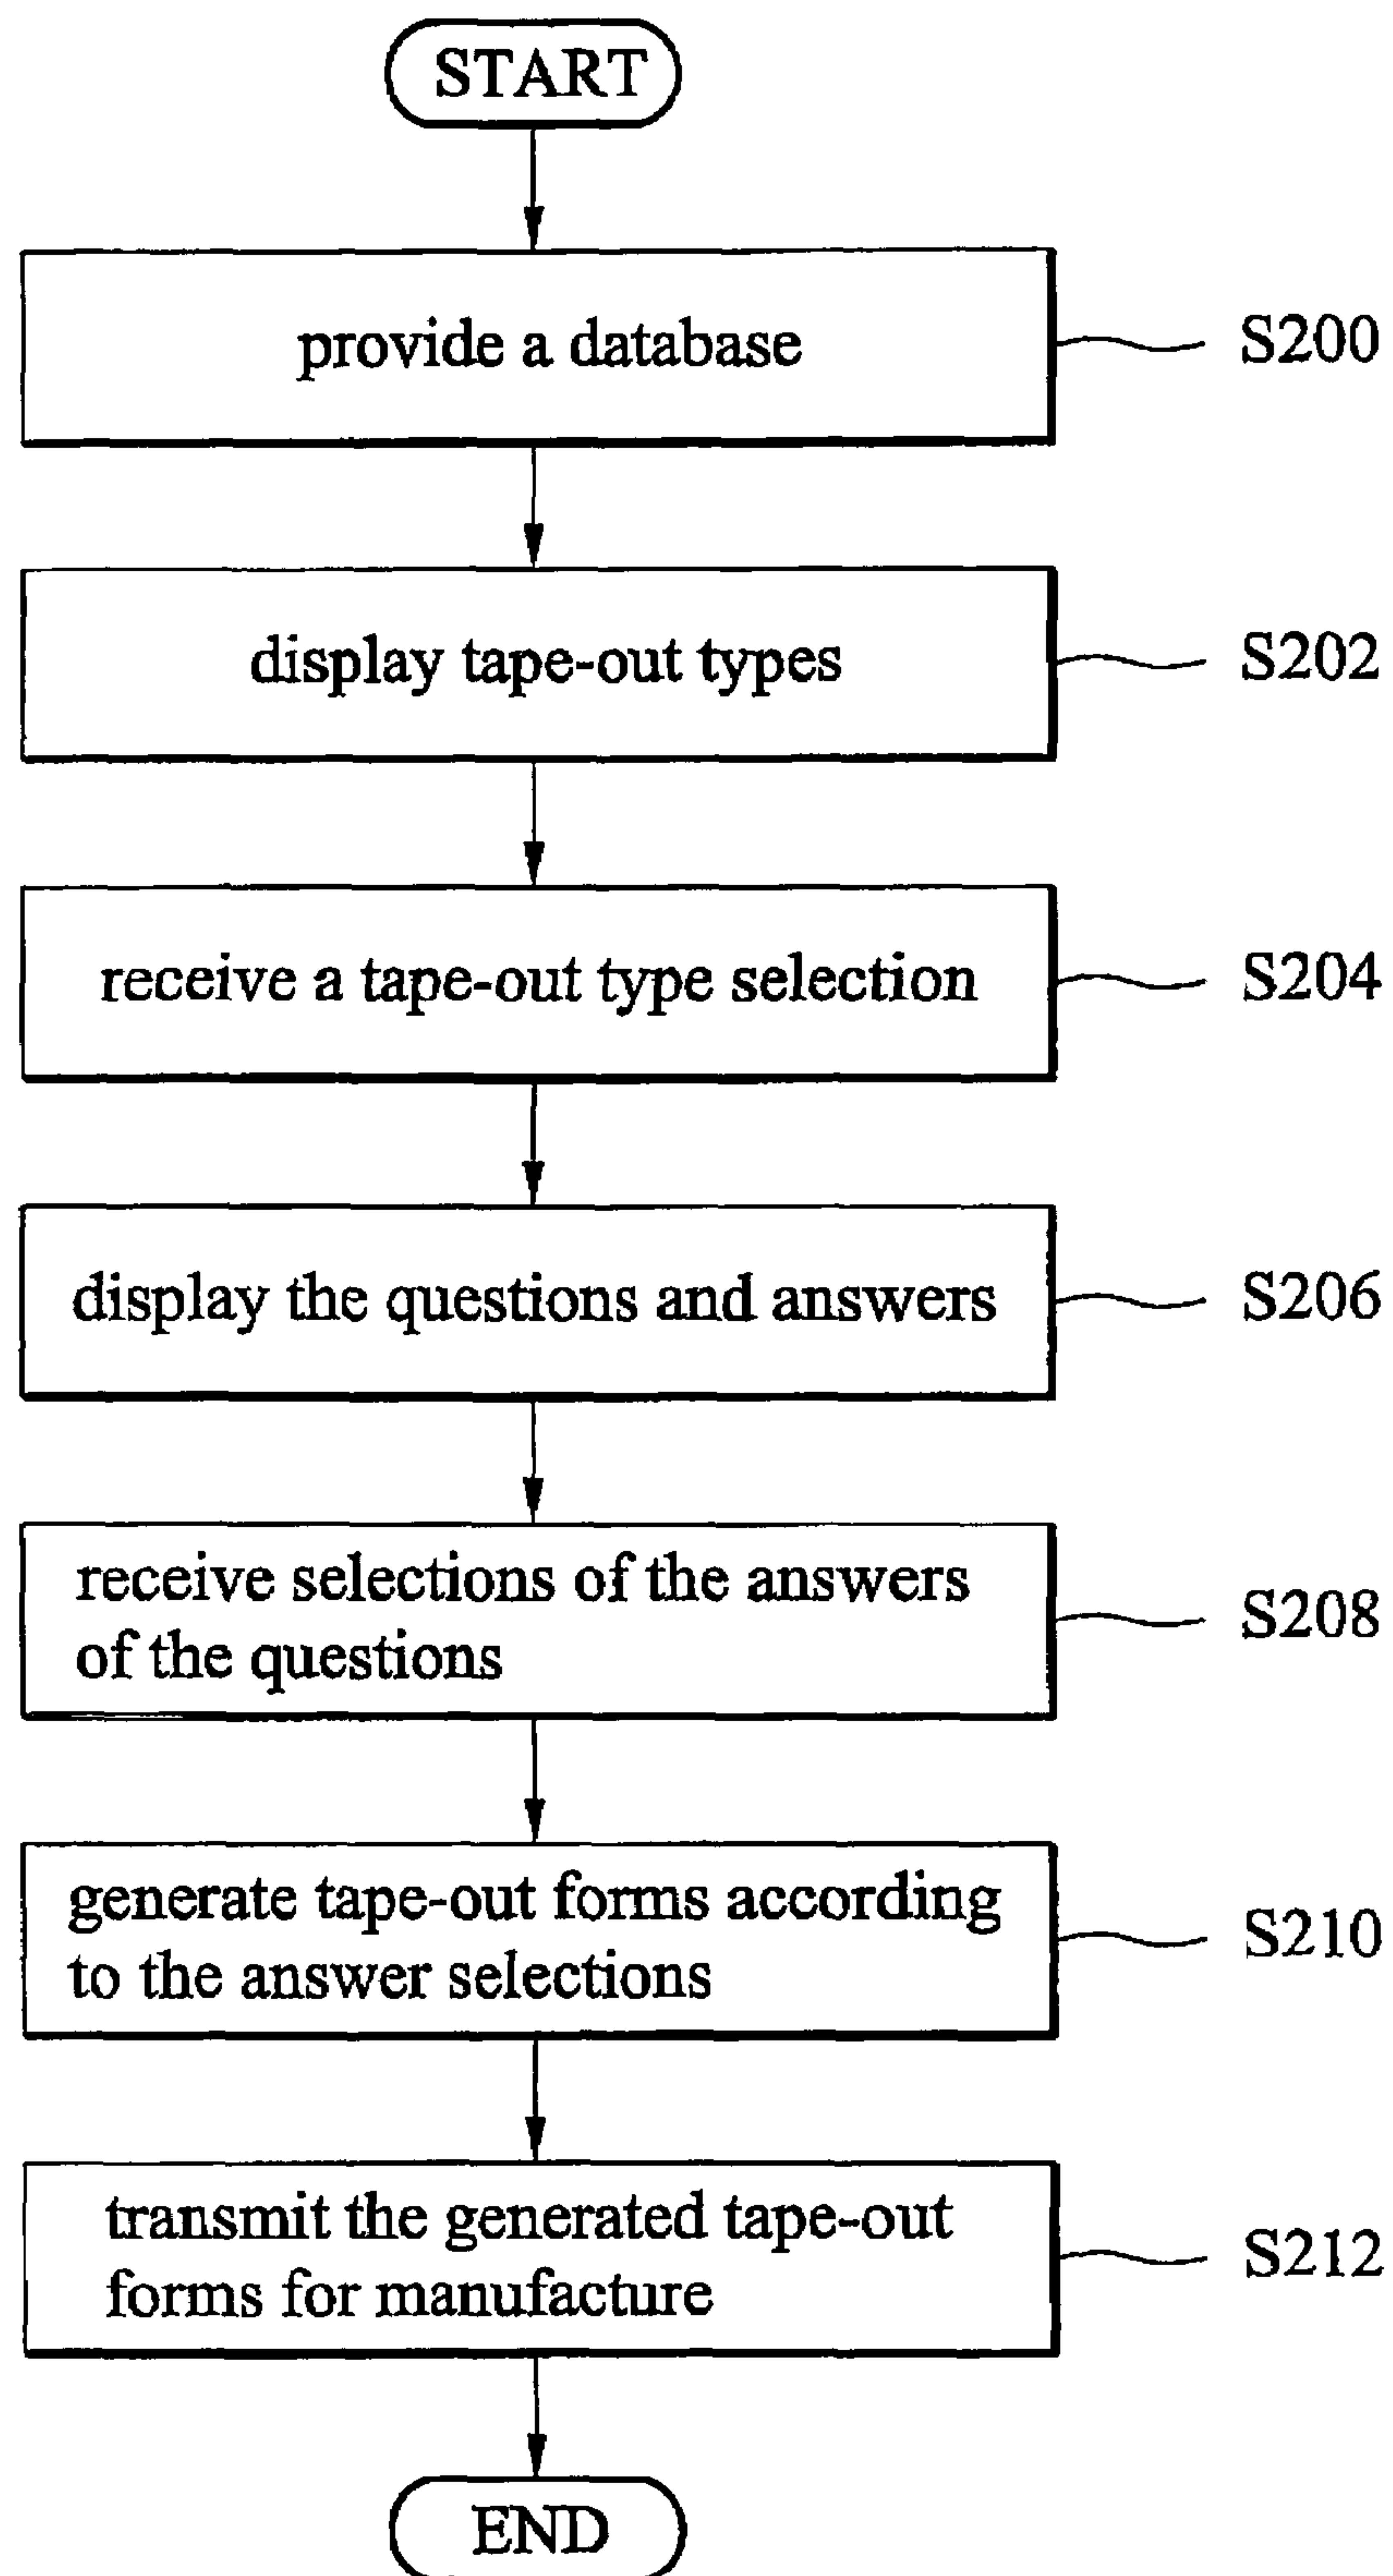 START
provide a database
S200
display tape-out types
S202
receive a tape-out type selection
S204
display the questions and answers
S206
receive selections of the answers
of the questions
S208
generate tape-out forms according
to the answer selections
S210
transmit the generated tape-out
forms for manufacture
S212
END